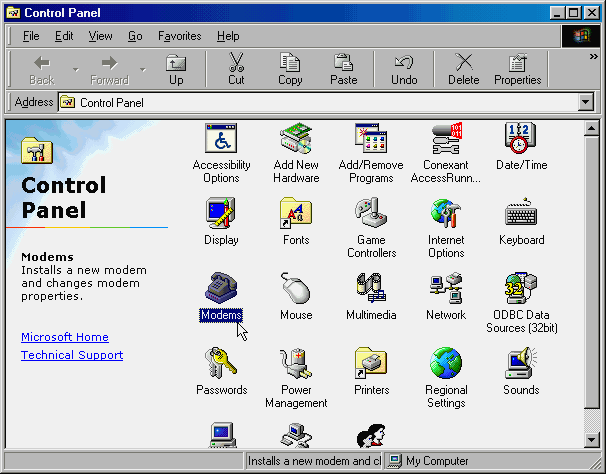 Control Panel
File Edit View Go Favorites Help
Back Forward Up Cut Copy Paste Undo Delete Properties »
Address Control Panel
Control
Panel
Modems
Installs a new modem
and changes modem
properties.
Microsoft Home
Technical Support
Accessibility
Options
Add New
Hardware
Add/Remove
Programs
Conexant
AccessRunn...
Date/Time
Display
Fonts
Game
Controllers
Internet
Options
Keyboard
Modems
Mouse
Multimedia
Network
ODBC Data
Sources (32bit)
Passwords
Power
Management
Printers
Regional
Settings
Sounds
Installs a new modem and cl My Computer